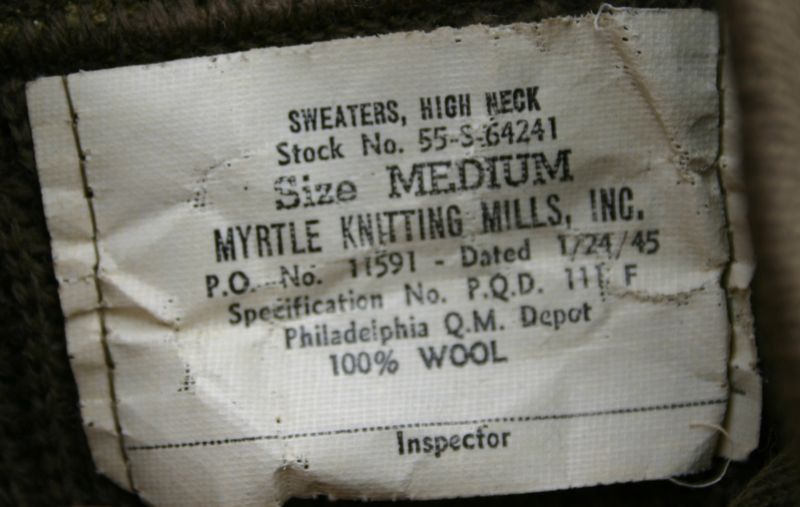 SWEATERS, HIGH NECK
Stock No. 55-S-64241
Size MEDIUM
MYRTLE KNITTING MILLS, INC.
P.O. No. 11591 - Dated 1/24/45
Specification No. P.Q.D. 111 F
Philadelphia Q.M. Depot
100% WOOL
Inspector